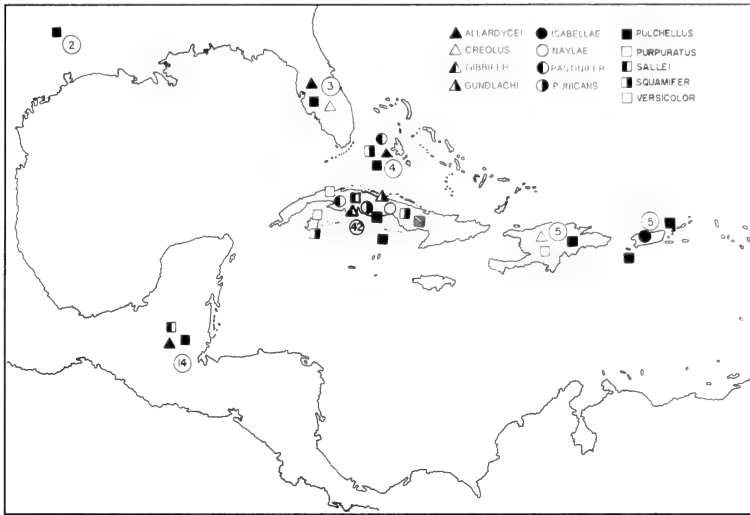 2
3
4
42
5
5
14
ALLARDYCEI
CREOLUS
GIBBIFER
GUNDLACHI
ISABELLAE
NAYLAE
PASTINIFER
PUNICANS
PULCHELLUS
PURPURATUS
SALLEI
SQUAMIFER
VERSICOLOR